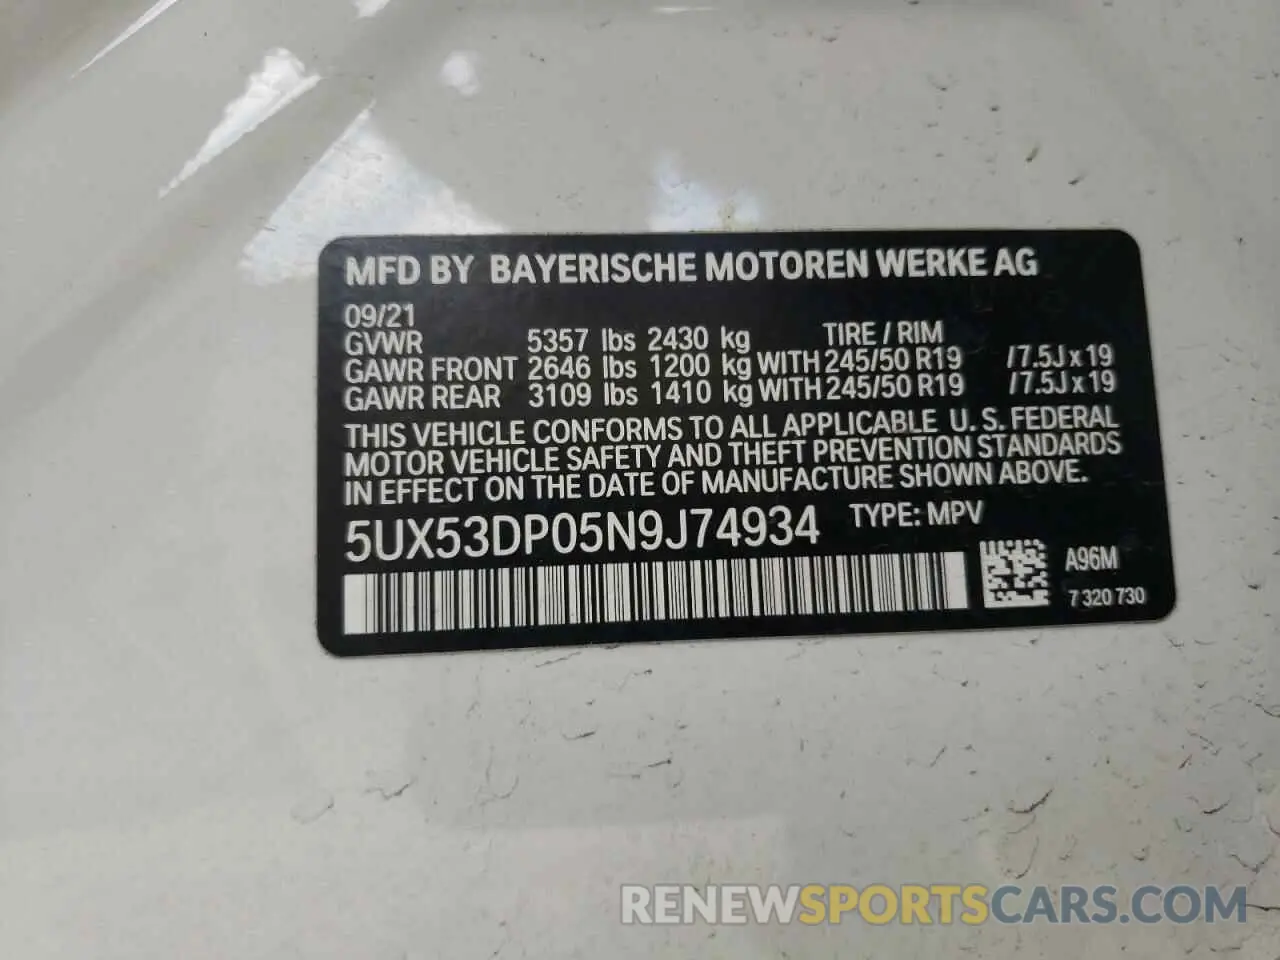 MFD BY BAYERISCHE MOTOREN WERKE AG
09/21
GVWR 5357 lbs 2430 kg TIRE / RIM
GAWR FRONT 2646 lbs 1200 kg WITH 245/50 R19 / 7.5J x 19
GAWR REAR 3109 lbs 1410 kg WITH 245/50 R19 / 7.5J x 19
THIS VEHICLE CONFORMS TO ALL APPLICABLE U. S. FEDERAL
MOTOR VEHICLE SAFETY AND THEFT PREVENTION STANDARDS
IN EFFECT ON THE DATE OF MANUFACTURE SHOWN ABOVE.
5UX53DP05N9J74934 TYPE: MPV
A96M
7 320 730
RENEWSPORTSCARS.COM